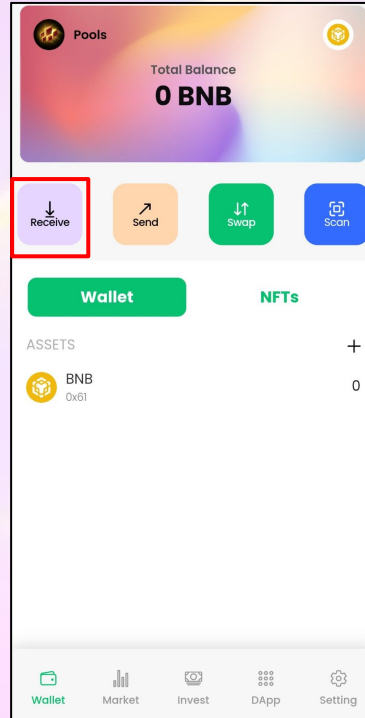 Pools
Total Balance
0 BNB
Receive
Send
Swap
Scan
Wallet
NFTs
ASSETS
+
BNB
0
0x61
Wallet
Market
Invest
DApp
Setting